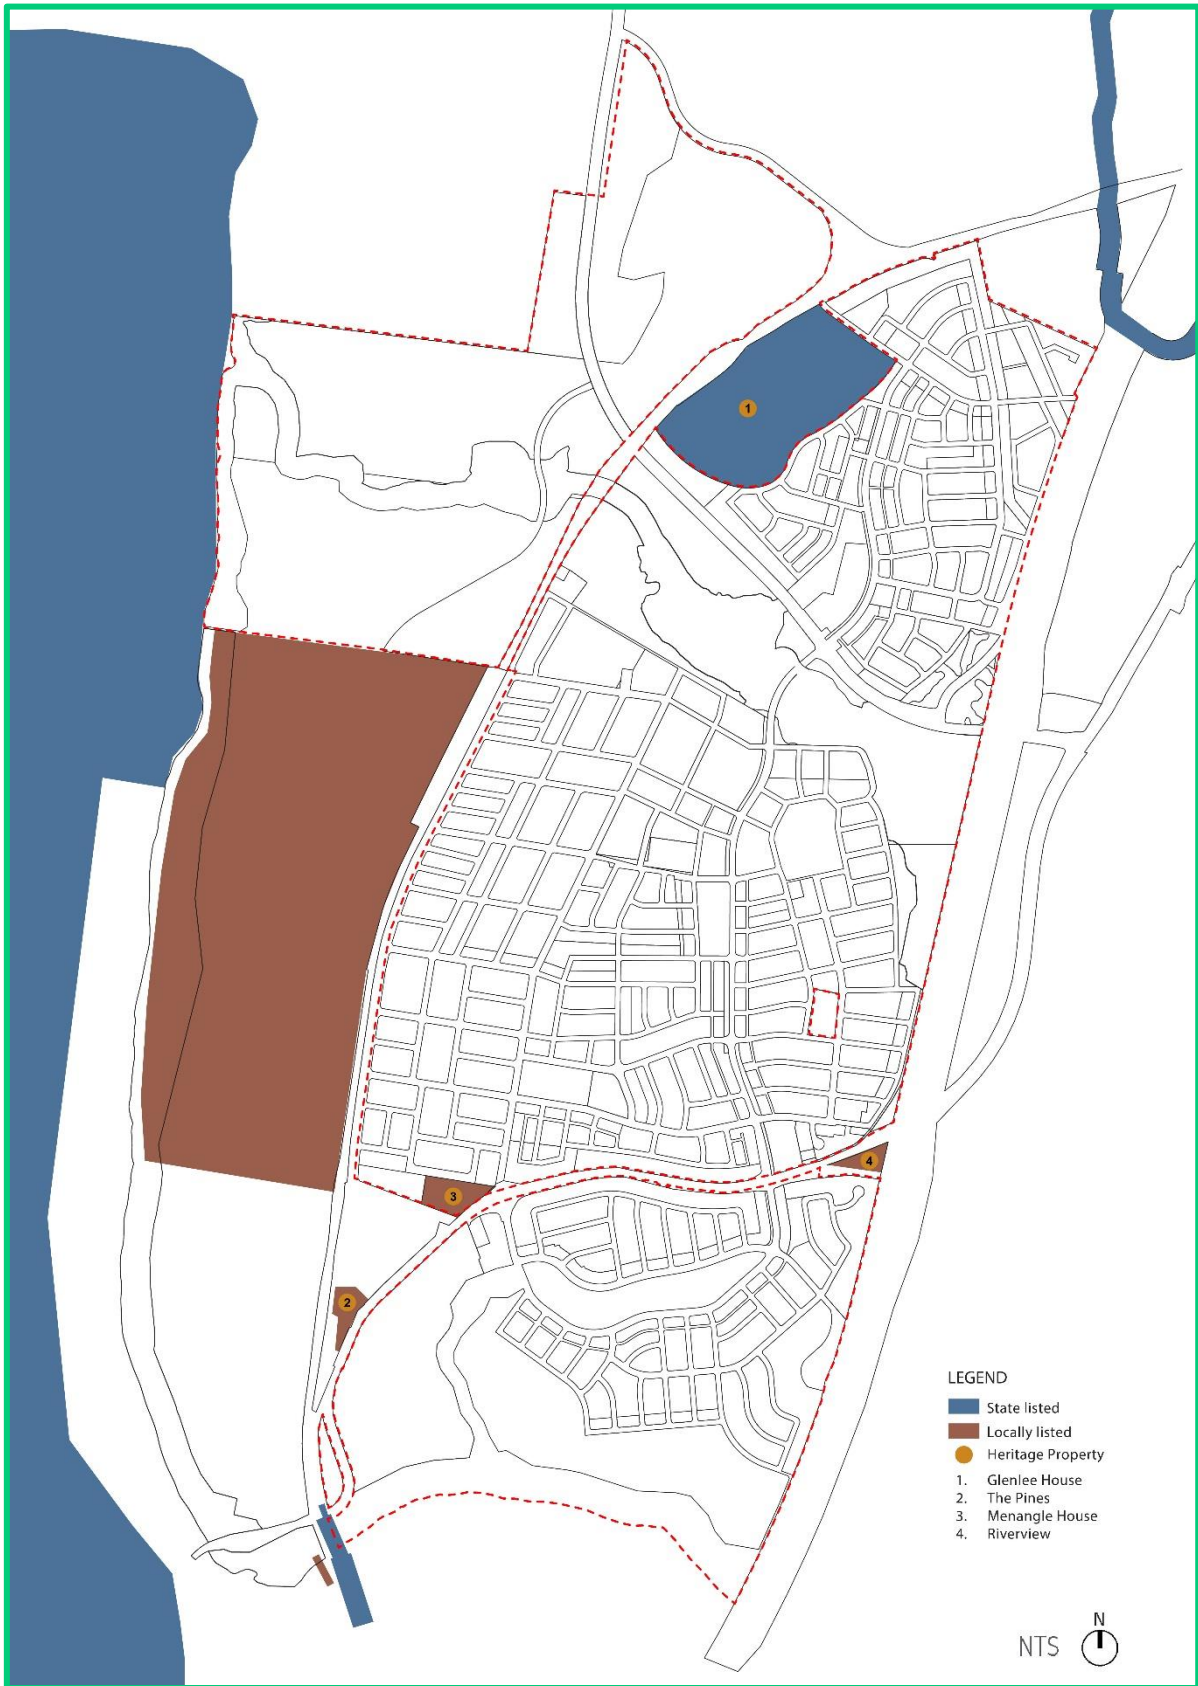 1
4
3
2
LEGEND
State listed
Locally listed
Heritage Property
1. Glenlee House
2. The Pines
3. Menangle House
4. Riverview
N
NTS